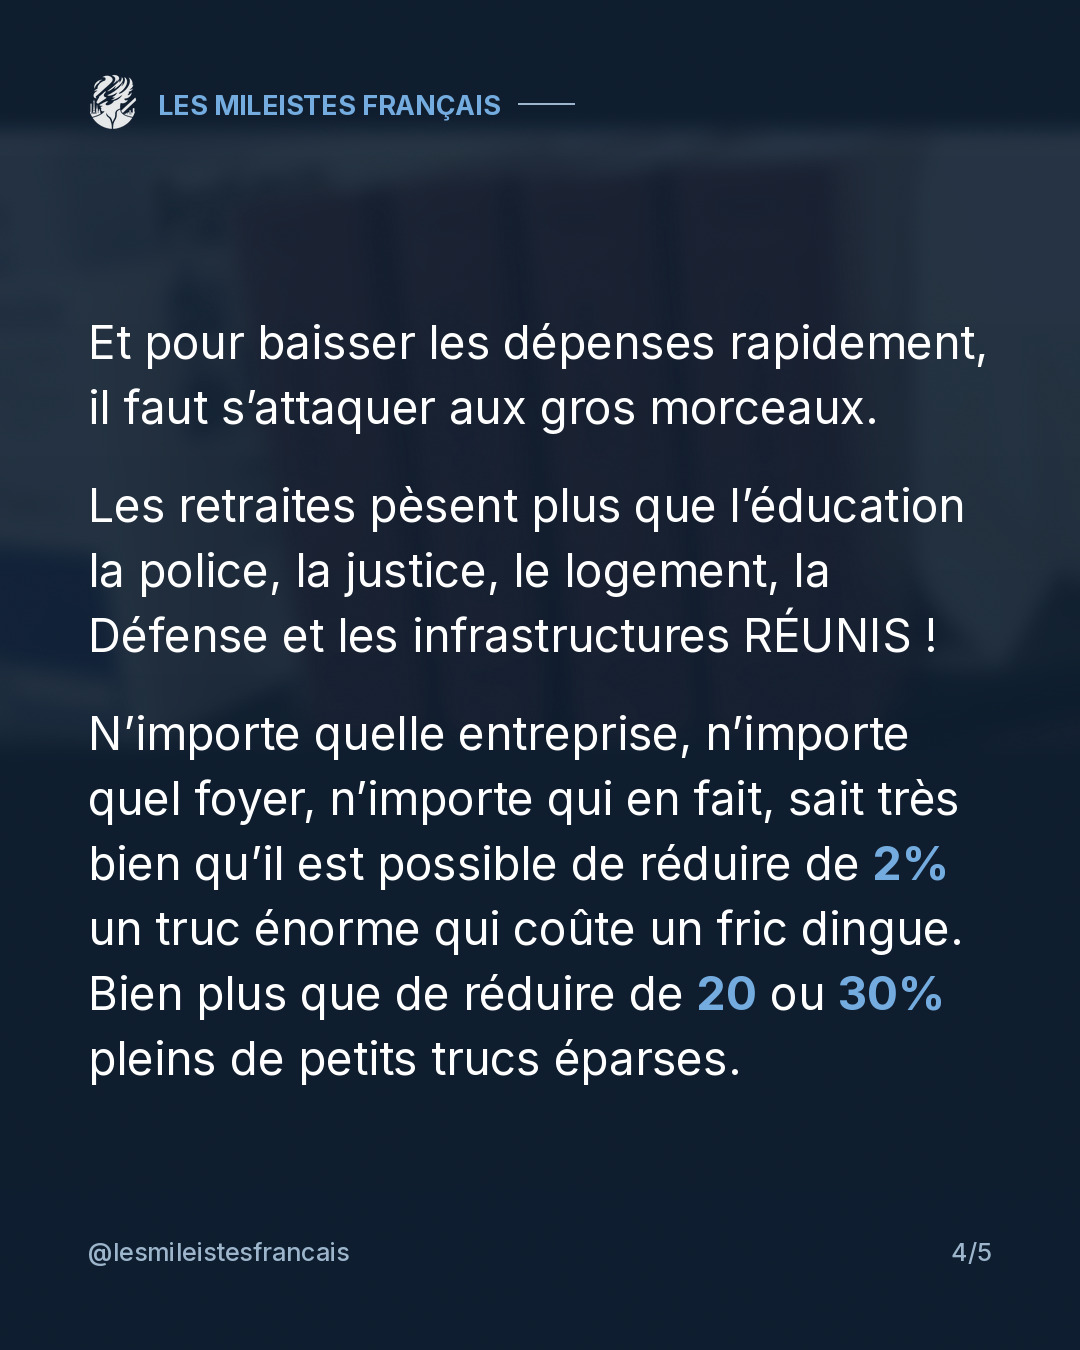 LES MILEISTES FRANÇAIS
Et pour baisser les dépenses rapidement,
il faut s’attaquer aux gros morceaux.
Les retraites pèsent plus que l’éducation
la police, la justice, le logement, la
Défense et les infrastructures RÉUNIS !
N’importe quelle entreprise, n’importe
quel foyer, n’importe qui en fait, sait très
bien qu’il est possible de réduire de 2%
un truc énorme qui coûte un fric dingue.
Bien plus que de réduire de 20 ou 30%
pleins de petits trucs éparses.
@lesmileistesfrancais
4/5